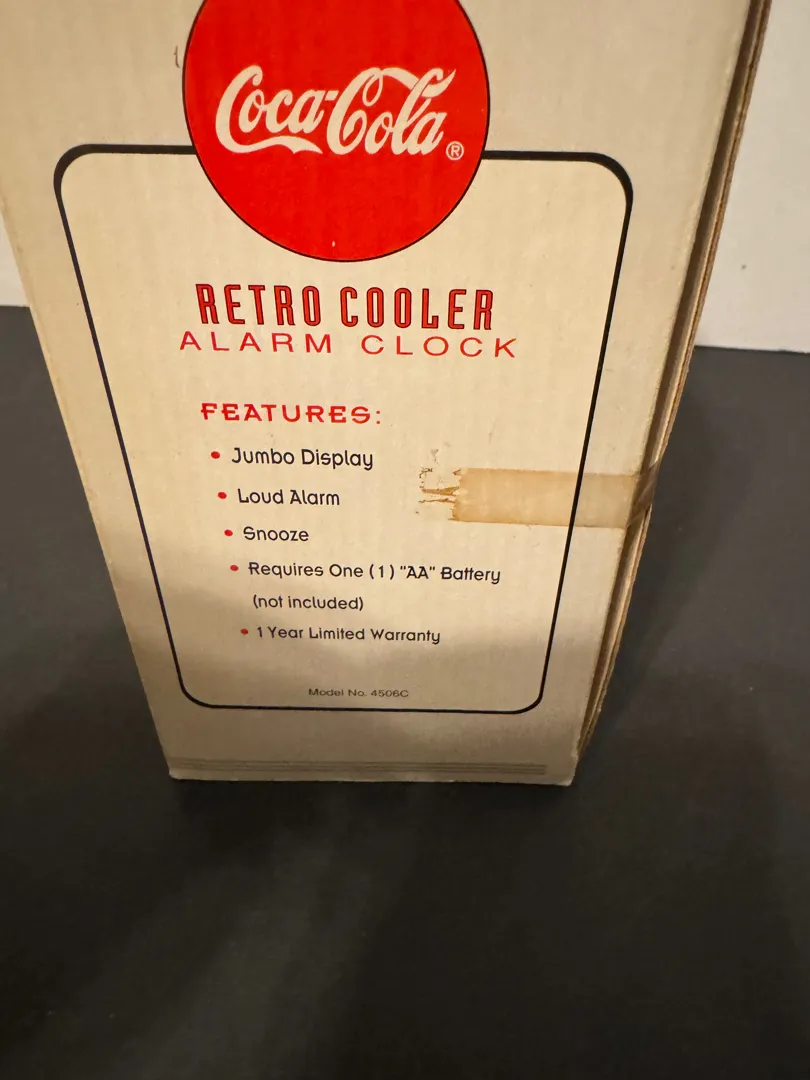 Coca-Cola®
RETRO COOLER
ALARM CLOCK
FEATURES:
• Jumbo Display
• Loud Alarm
• Snooze
• Requires One (1) "AA" Battery
(not included)
• 1 Year Limited Warranty
Model No. 4506C